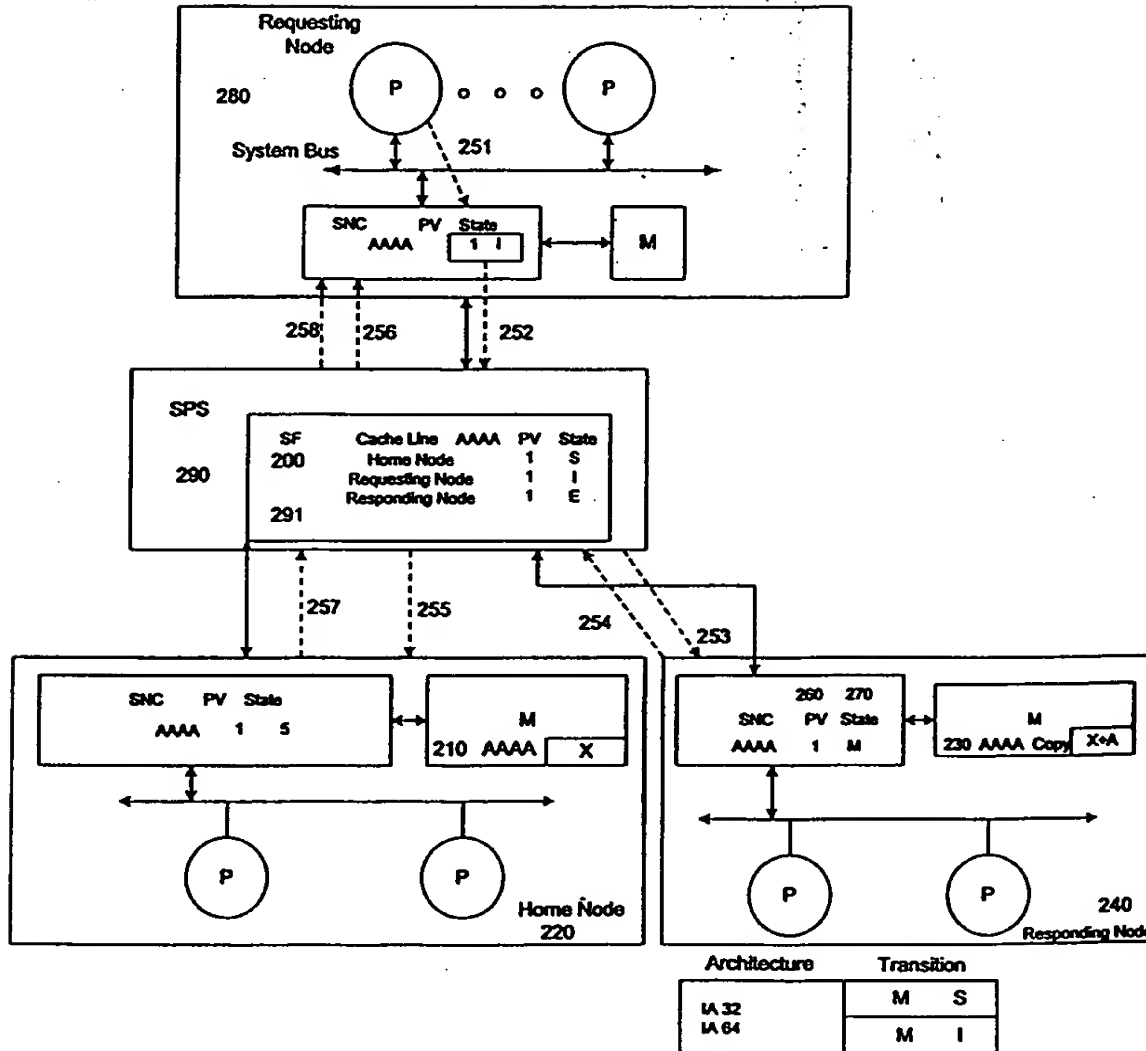 Requesting
Node
280
P
o o o
P
System Bus
251
SNC PV State
AAAA 1 I
M
258
256
252
SPS
290
SF Cache Line AAAA PV State
200 Home Node 1 S
Requesting Node 1 I
Responding Node 1 E
291
257
255
254
253
SNC PV State
AAAA 1 5
M
210 AAAA X
P
P
Home Node
220
260 270
SNC PV State
AAAA 1 M
M
230 AAAA Copy X+A
P
P
240
Responding Node
Architecture Transition
IA 32
IA 64
M S
M I